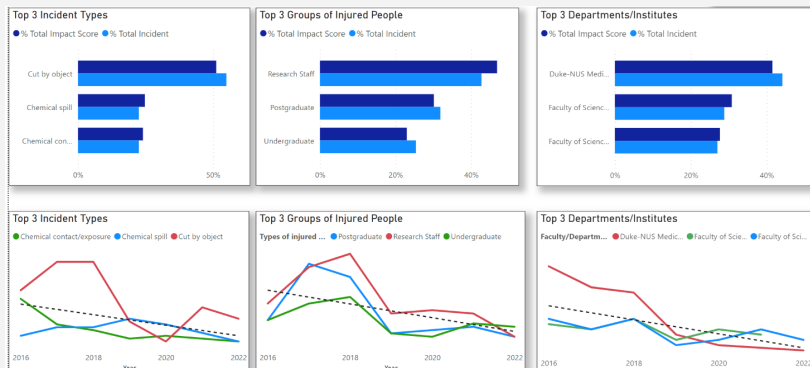 Top 3 Incident Types
% Total Impact Score % Total Incident
Cut by object
Chemical spill
Chemical con...
0% 50%
Top 3 Groups of Injured People
% Total Impact Score % Total Incident
Research Staff
Postgraduate
Undergraduate
0% 20% 40%
Top 3 Departments/Institutes
% Total Impact Score % Total Incident
Duke-NUS Medi...
Faculty of Scienc...
Faculty of Scienc...
0% 20% 40%
Top 3 Incident Types
Chemical contact/exposure Chemical spill Cut by object
2016 2018 2020 2022
Year
Top 3 Groups of Injured People
Types of injured ... Postgraduate Research Staff Undergraduate
2016 2018 2020 2022
Year
Top 3 Departments/Institutes
Faculty/Departm... Duke-NUS Medic... Faculty of Scie... Faculty of Sci...
2016 2018 2020 2022